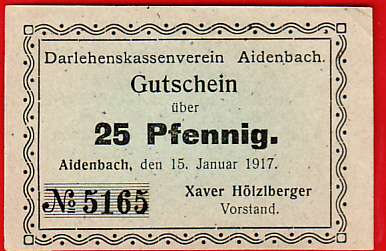 Darlehenskassenverein Aidenbach.
Gutschein
über
25 Pfennig.
Aidenbach, den 15. Januar 1917.
№ 5165
Xaver Hölzlberger
Vorstand.